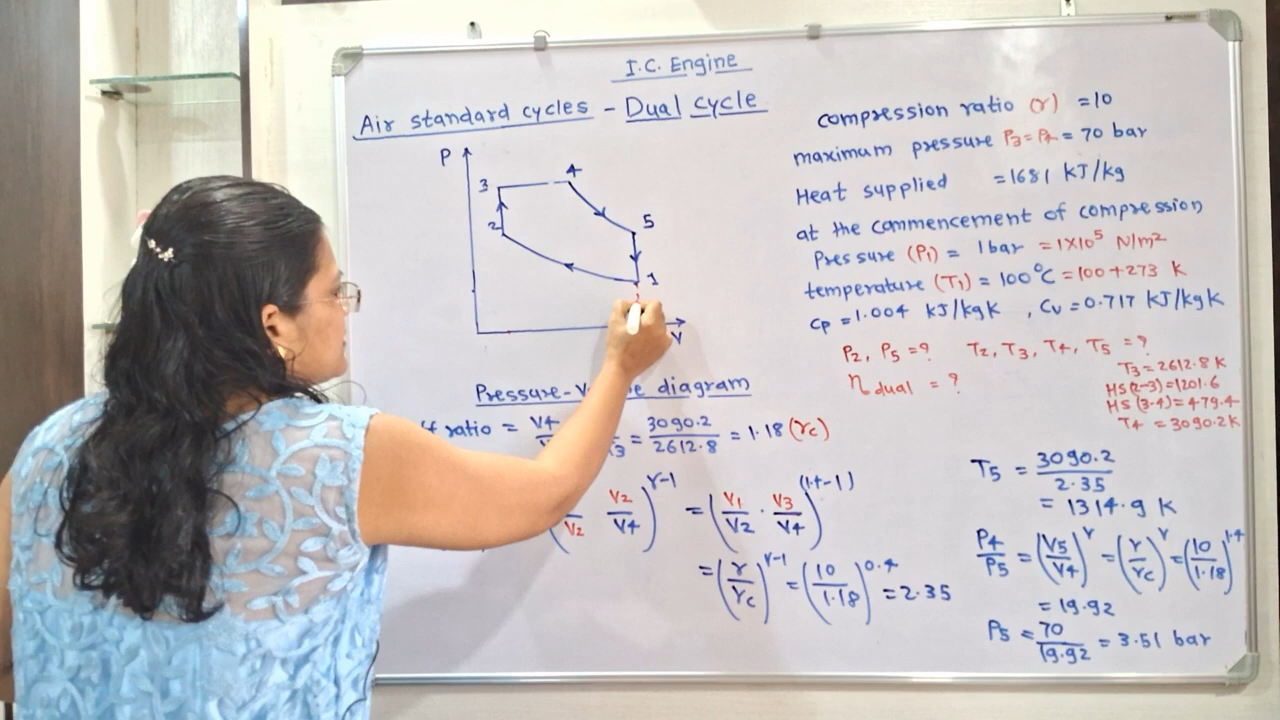 I.C. Engine
Air standard cycles - Dual cycle
P
3
4
2
5
1
V
Pressure-V e diagram
ff ratio = V4/ = 3090.2/2612.8 = 1.18 (rc)
( /V2 V2/V4)^γ-1 = (V1/V2 · V3/V4)^(1.4-1)
= (r/rc)^γ-1 = (10/1.18)^0.4 = 2.35
compression ratio (r) = 10
maximum pressure P3 = P4 = 70 bar
Heat supplied = 1681 KJ/kg
at the commencement of compression
Pressure (P1) = 1 bar = 1X10^5 N/m2
temperature (T1) = 100°C = 100+273 K
Cp = 1.004 KJ/kgK , Cv = 0.717 KJ/kgK
P2, P5 = ? T2, T3, T4, T5 = ?
η dual = ?
T3 = 2612.8 K
HS(2-3) = 1201.6
HS(3-4) = 479.4
T4 = 3090.2K
T5 = 3090.2/2.35
= 1314.9 K
P4/P5 = (V5/V4)^γ = (r/rc)^γ = (10/1.18)^1.4
= 19.92
P5 = 70/19.92 = 3.51 bar